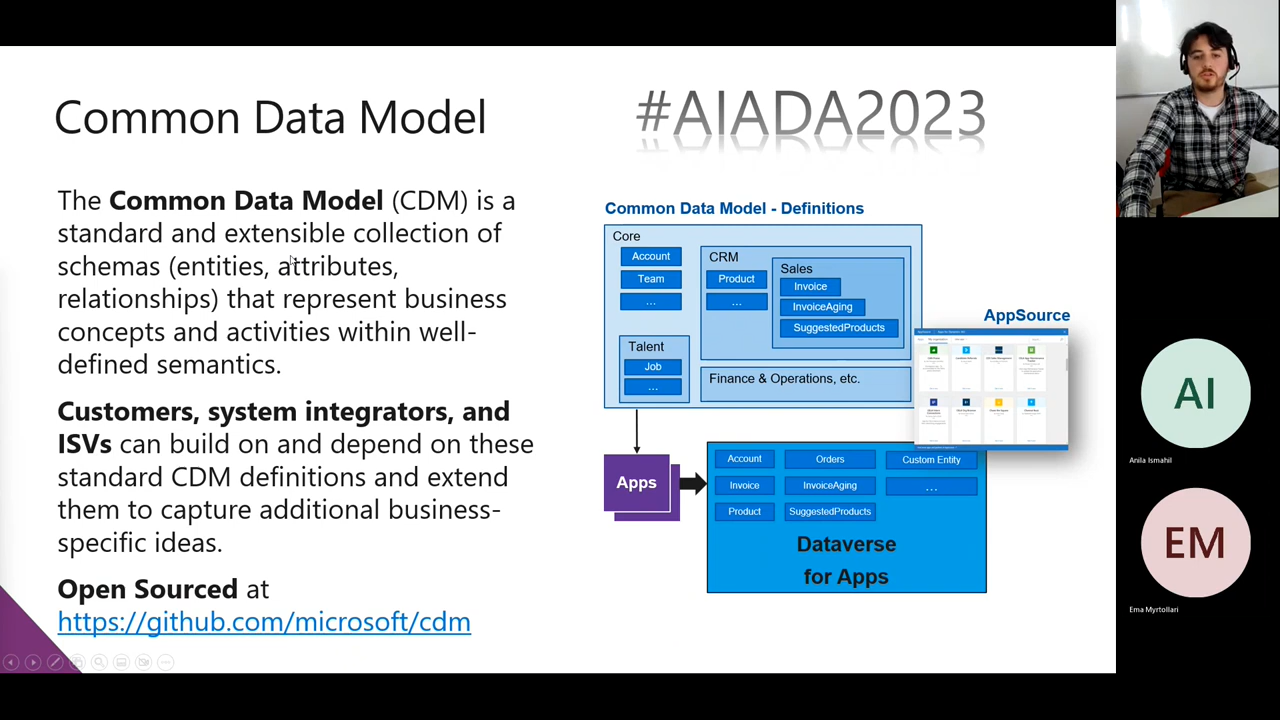 Common Data Model
#AIADA2023
The Common Data Model (CDM) is a
standard and extensible collection of
schemas (entities, attributes,
relationships) that represent business
concepts and activities within well-
defined semantics.
Customers, system integrators, and
ISVs can build on and depend on these
standard CDM definitions and extend
them to capture additional business-
specific ideas.
Open Sourced at
https://github.com/microsoft/cdm
Common Data Model - Definitions
Core
Account
Team
...
CRM
Product
...
Sales
Invoice
InvoiceAging
SuggestedProducts
Talent
Job
...
Finance & Operations, etc.
AppSource
Apps
Account
Orders
Custom Entity
Invoice
InvoiceAging
...
Product
SuggestedProducts
Dataverse
for Apps
AI
Anila Ismahil
EM
Ema Myrtollari